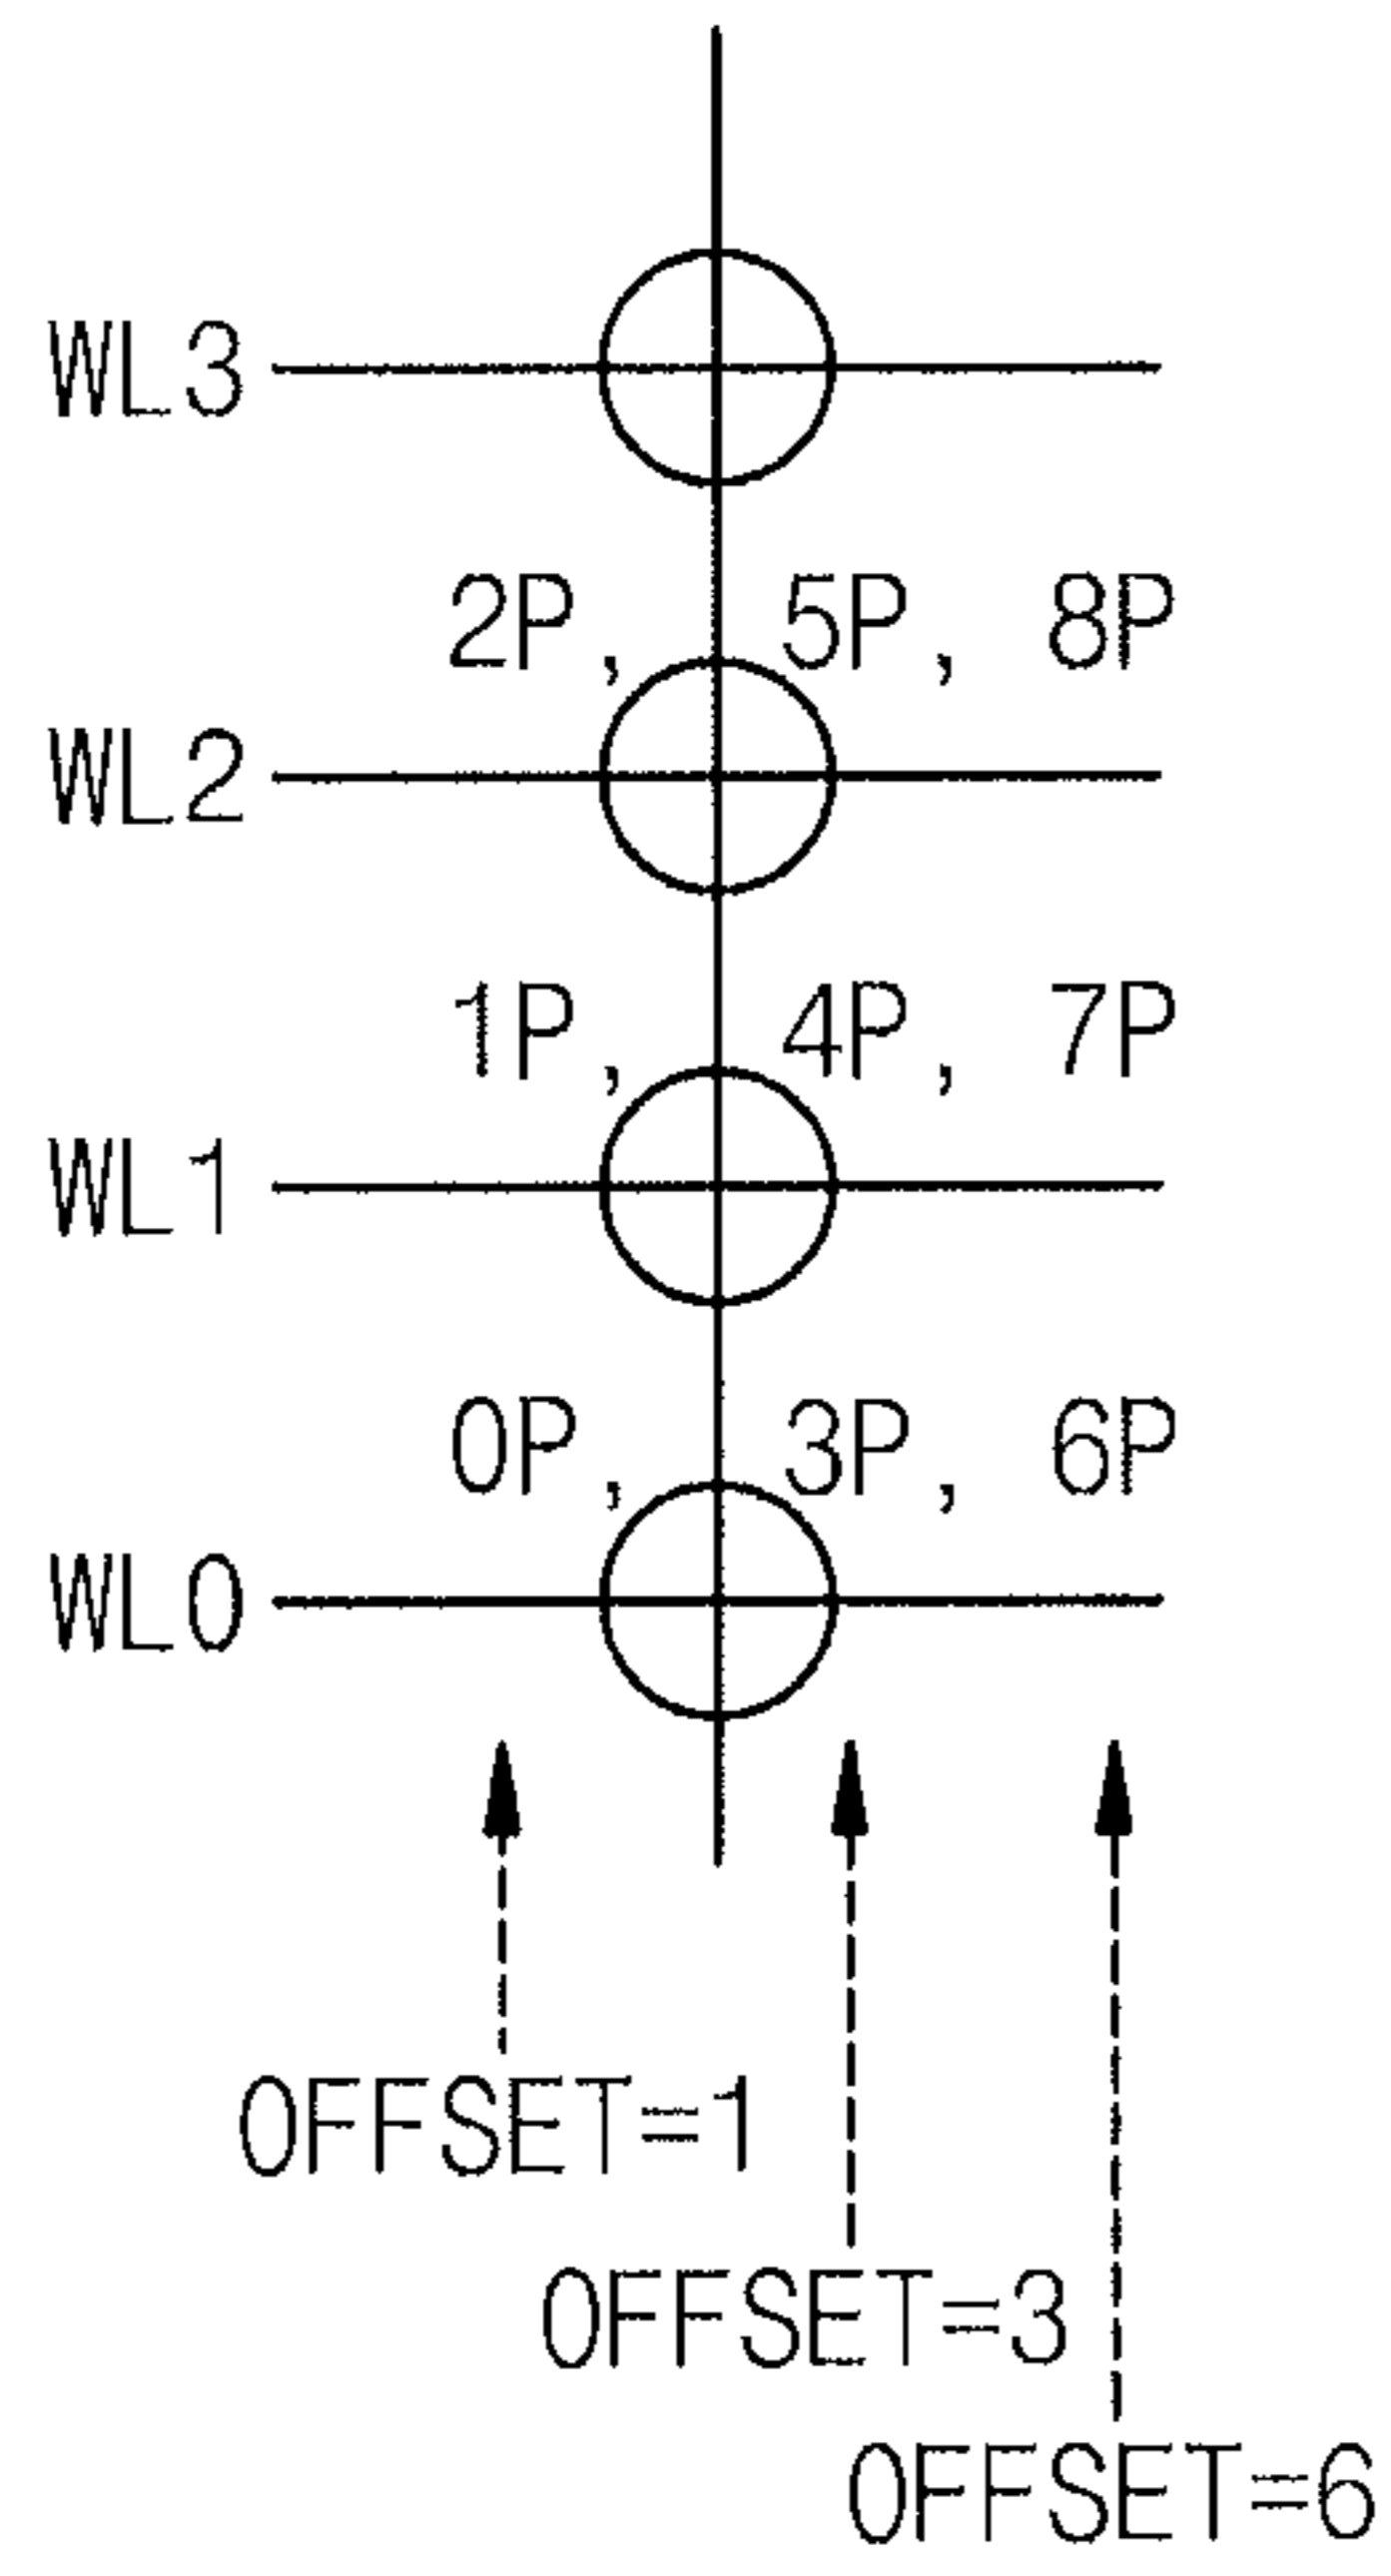 WL3
2P, 5P, 8P
WL2
1P, 4P, 7P
WL1
0P, 3P, 6P
WL0
OFFSET=1
OFFSET=3
OFFSET=6